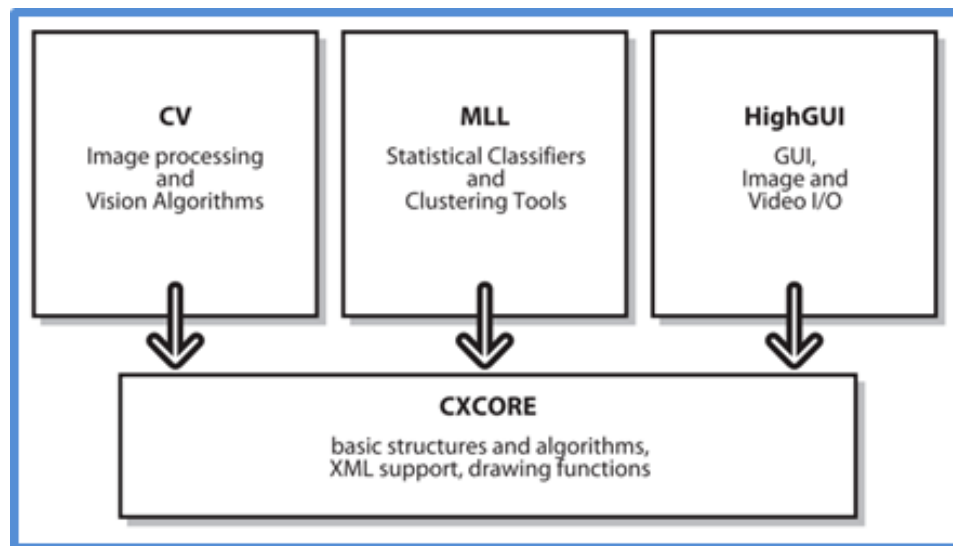 CV
Image processing
and
Vision Algorithms
MLL
Statistical Classifiers
and
Clustering Tools
HighGUI
GUI,
Image and
Video I/O
CXCORE
basic structures and algorithms,
XML support, drawing functions